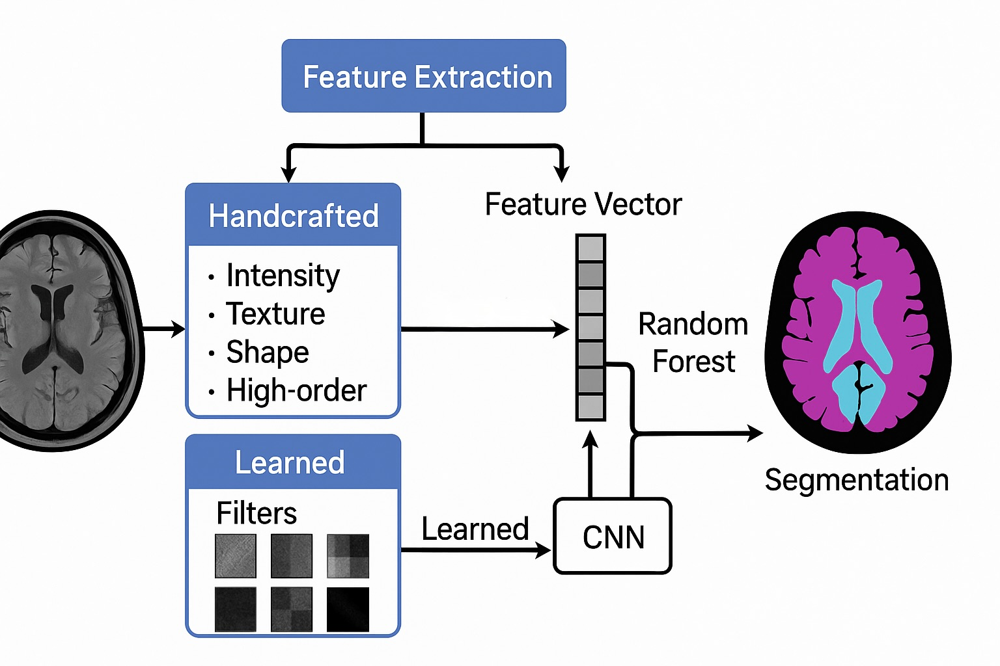 Feature Extraction
Handcrafted
· Intensity
· Texture
· Shape
· High-order
Feature Vector
Random
Forest
Segmentation
Learned
Filters
Learned
CNN